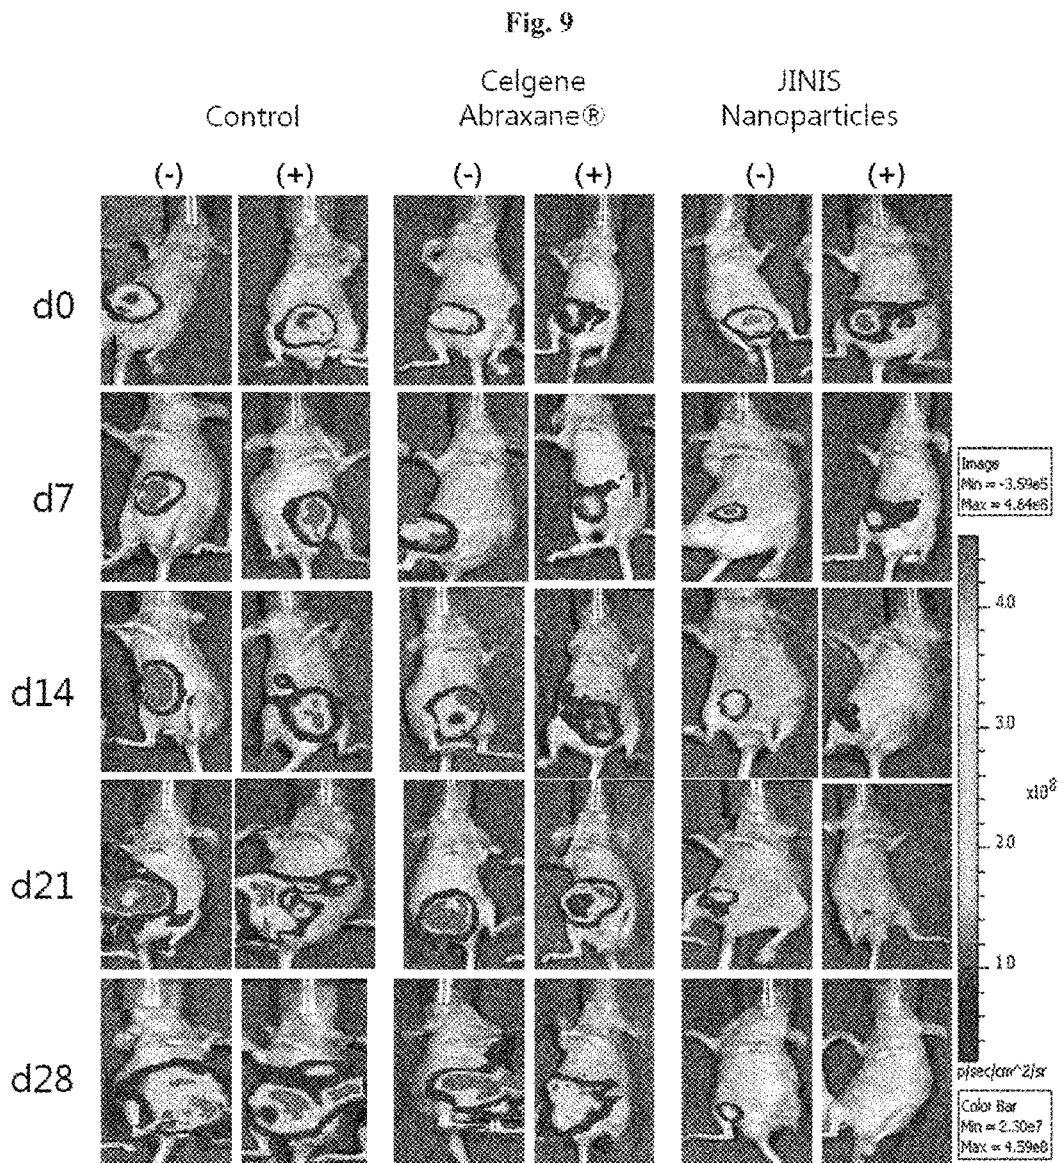 Fig. 9
Control
Celgene
Abraxane®
JINIS
Nanoparticles
(-) (+) (-) (+) (-) (+)
d0
d7
d14
d21
d28
Image
Min = -3.59e5
Max = 4.64e8
4.0
3.0
x10⁸
2.0
1.0
p/sec/cm^2/sr
Color Bar
Min = 2.30e7
Max = 4.59e8